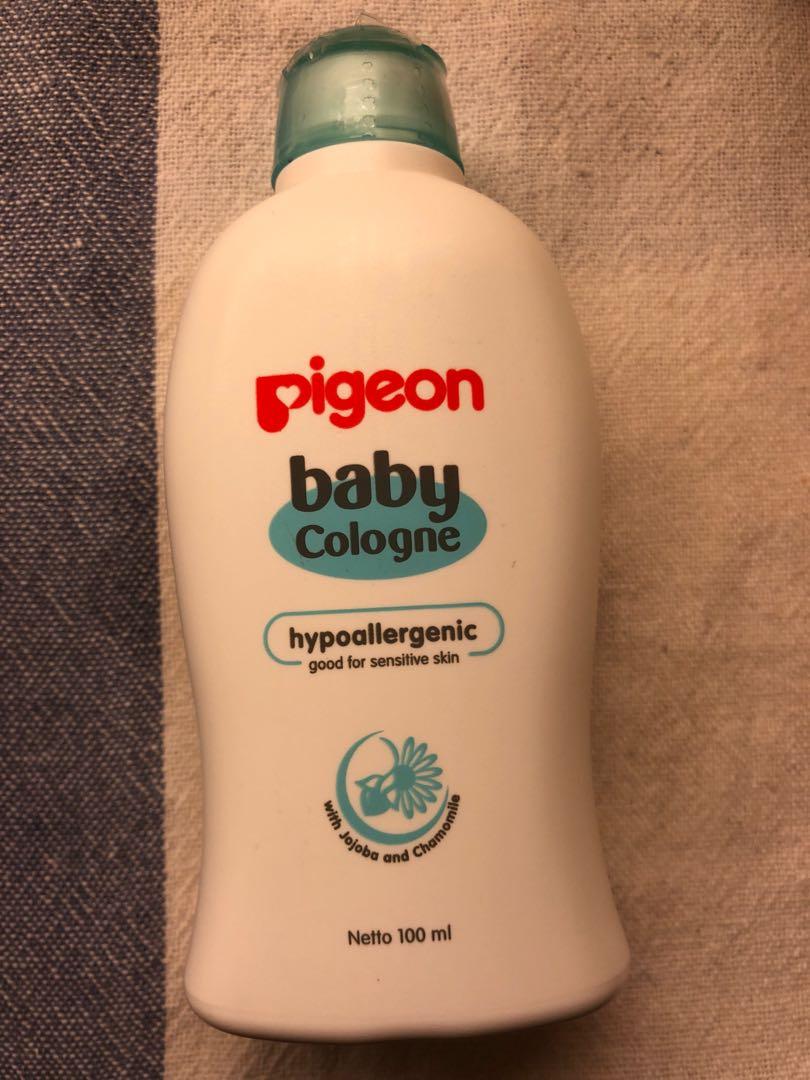 pigeon
baby
Cologne
hypoallergenic
good for sensitive skin
with Jojoba and Chamomile
Netto 100 ml